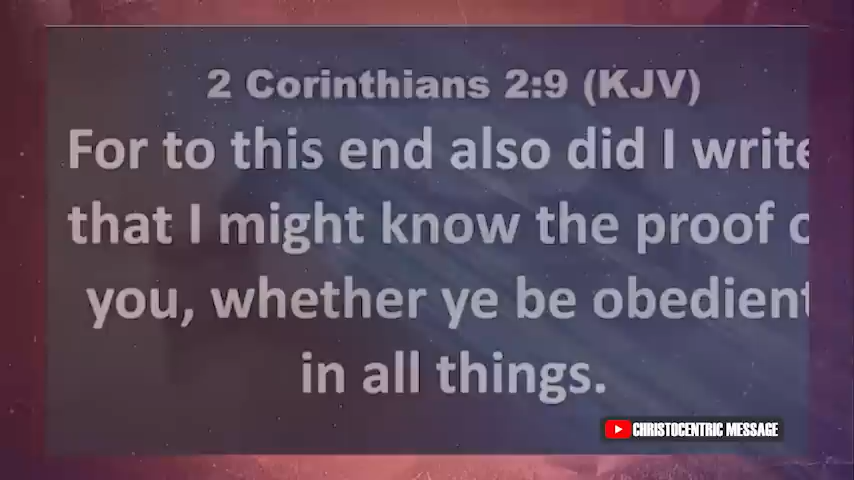 2 Corinthians 2:9 (KJV)
For to this end also did I write
that I might know the proof o
you, whether ye be obedient
in all things.
CHRISTOCENTRIC MESSAGE